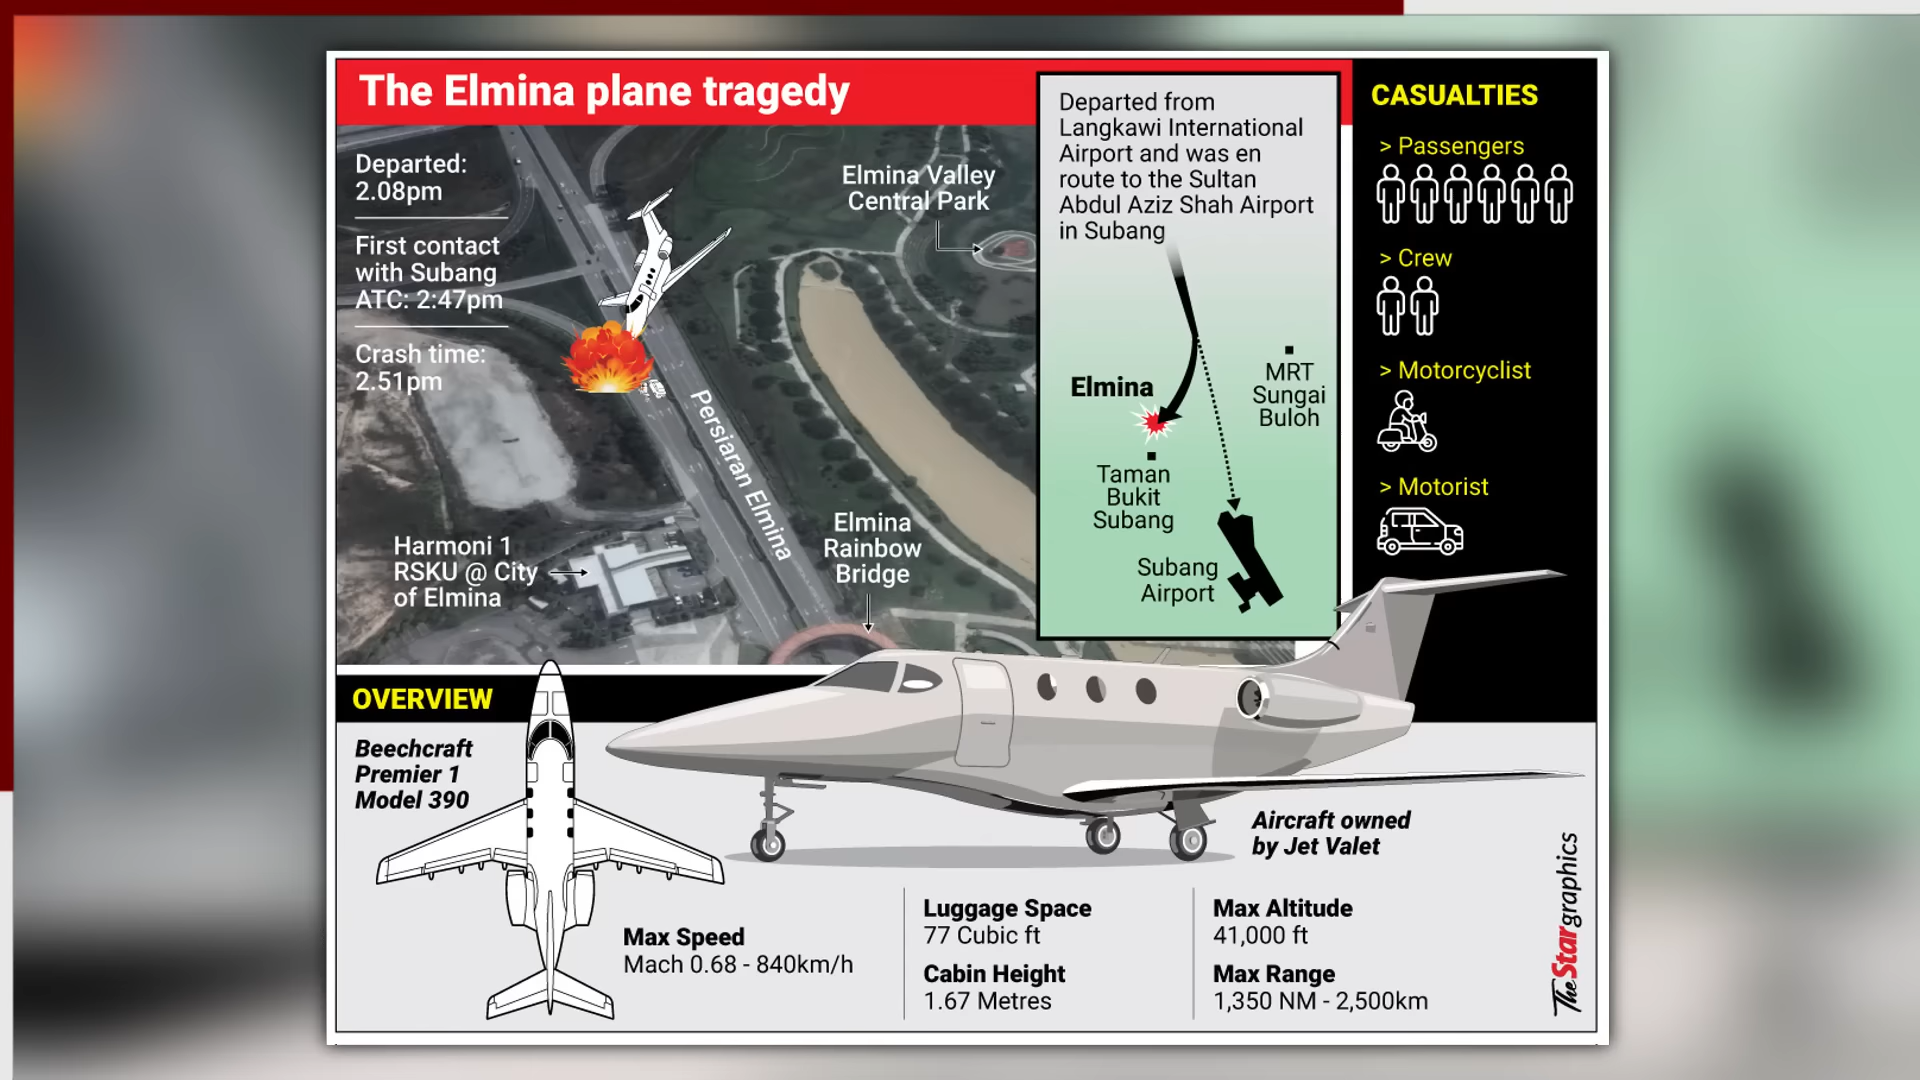 The Elmina plane tragedy
Departed:
2.08pm
First contact
with Subang
ATC: 2:47pm
Crash time:
2.51pm
Elmina Valley
Central Park
Persiaran Elmina
Harmoni 1
RSKU @ City
of Elmina
Elmina
Rainbow
Bridge
Departed from
Langkawi International
Airport and was en
route to the Sultan
Abdul Aziz Shah Airport
in Subang
Elmina
MRT
Sungai
Buloh
Taman
Bukit
Subang
Subang
Airport
CASUALTIES
> Passengers
> Crew
> Motorcyclist
> Motorist
OVERVIEW
Beechcraft
Premier 1
Model 390
Aircraft owned
by Jet Valet
Max Speed
Mach 0.68 - 840km/h
Luggage Space
77 Cubic ft
Cabin Height
1.67 Metres
Max Altitude
41,000 ft
Max Range
1,350 NM - 2,500km
TheStargraphics